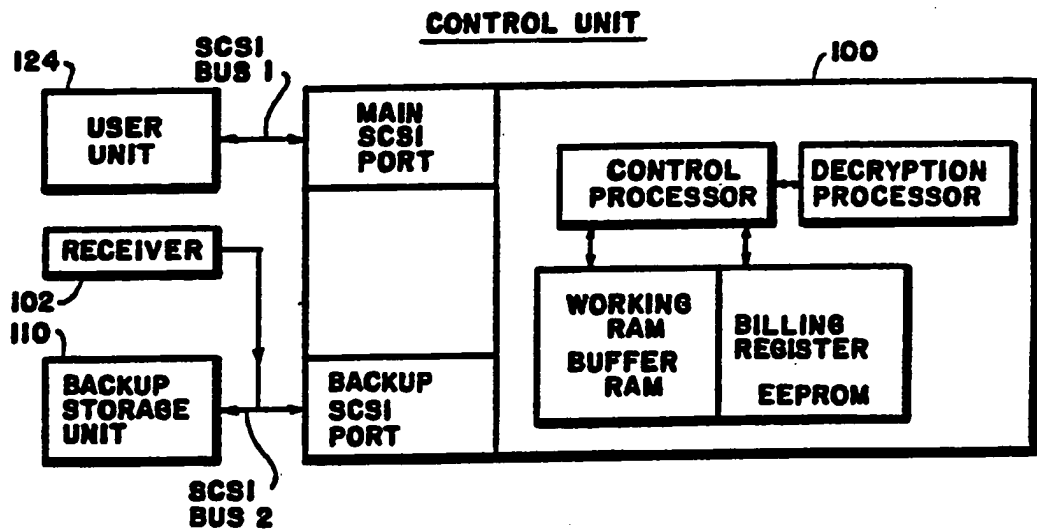 CONTROL UNIT
124
SCSI
BUS 1
100
USER
UNIT
MAIN
SCSI
PORT
CONTROL
PROCESSOR
DECRYPTION
PROCESSOR
RECEIVER
102
110
WORKING
RAM
BUFFER
RAM
BILLING
REGISTER
EEPROM
BACKUP
STORAGE
UNIT
BACKUP
SCSI
PORT
SCSI
BUS 2